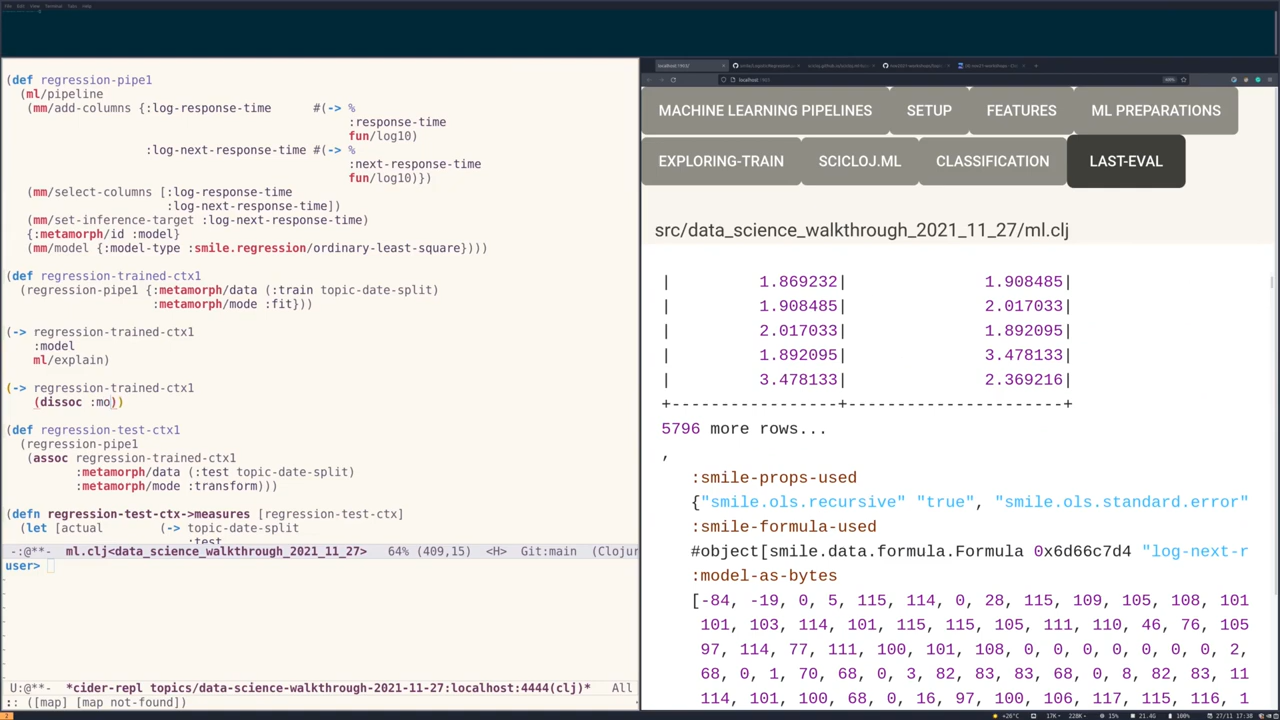 File Edit View Terminal Tabs Help
(def regression-pipe1
(ml/pipeline
(mm/add-columns {:log-response-time #(-> %
:response-time
fun/log10)
:log-next-response-time #(-> %
:next-response-time
fun/log10)})
(mm/select-columns [:log-response-time
:log-next-response-time])
(mm/set-inference-target :log-next-response-time)
{:metamorph/id :model}
(mm/model {:model-type :smile.regression/ordinary-least-square})))
(def regression-trained-ctx1
(regression-pipe1 {:metamorph/data (:train topic-date-split)
:metamorph/mode :fit}))
(-> regression-trained-ctx1
:model
ml/explain)
(-> regression-trained-ctx1
(dissoc :mo))
(def regression-test-ctx1
(regression-pipe1
(assoc regression-trained-ctx1
:metamorph/data (:test topic-date-split)
:metamorph/mode :transform)))
(defn regression-test-ctx->measures [regression-test-ctx]
(let [actual (-> topic-date-split
:test
-:@**- ml.clj<data_science_walkthrough_2021_11_27> 64% (409,15) <H> Git:main (Clojur
user>
U:@**- *cider-repl topics/data-science-walkthrough-2021-11-27:localhost:4444(clj)* All
:: ([map] [map not-found])
MACHINE LEARNING PIPELINES SETUP FEATURES ML PREPARATIONS
EXPLORING-TRAIN SCICLOJ.ML CLASSIFICATION LAST-EVAL
src/data_science_walkthrough_2021_11_27/ml.clj
| 1.869232| 1.908485|
| 1.908485| 2.017033|
| 2.017033| 1.892095|
| 1.892095| 3.478133|
| 3.478133| 2.369216|
+-----------------+----------------------+
5796 more rows...
,
:smile-props-used
{"smile.ols.recursive" "true", "smile.ols.standard.error"
:smile-formula-used
#object[smile.data.formula.Formula 0x6d66c7d4 "log-next-r
:model-as-bytes
[-84, -19, 0, 5, 115, 114, 0, 28, 115, 109, 105, 108, 101
101, 103, 114, 101, 115, 115, 105, 111, 110, 46, 76, 105
97, 114, 77, 111, 100, 101, 108, 0, 0, 0, 0, 0, 0, 0, 2,
68, 0, 1, 70, 68, 0, 3, 82, 83, 83, 68, 0, 8, 82, 83, 11
114, 101, 100, 68, 0, 16, 97, 100, 106, 117, 115, 116, 1
27/11 17:38